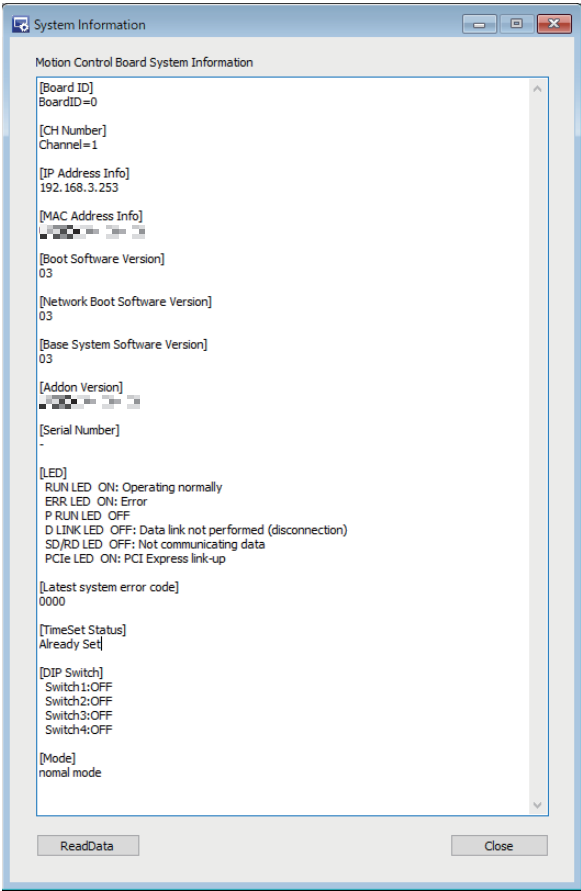 System Information
Motion Control Board System Information
[Board ID]
BoardID=0
[CH Number]
Channel=1
[IP Address Info]
192.168.3.253
[MAC Address Info]
[Boot Software Version]
03
[Network Boot Software Version]
03
[Base System Software Version]
03
[Addon Version]
[Serial Number]
-
[LED]
RUN LED ON: Operating normally
ERR LED ON: Error
P RUN LED OFF
D LINK LED OFF: Data link not performed (disconnection)
SD/RD LED OFF: Not communicating data
PCIe LED ON: PCI Express link-up
[Latest system error code]
0000
[TimeSet Status]
Already Set
[DIP Switch]
Switch1:OFF
Switch2:OFF
Switch3:OFF
Switch4:OFF
[Mode]
nomal mode
ReadData
Close